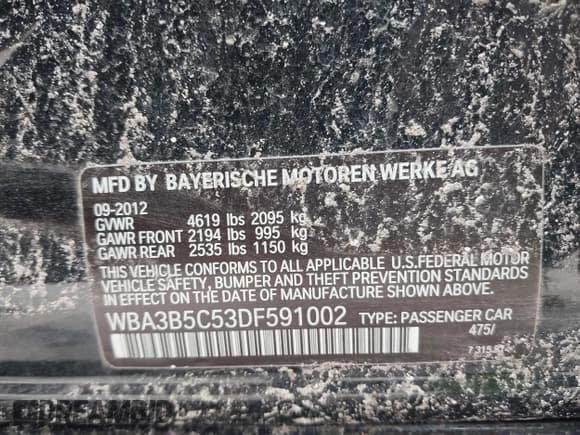 MFD BY BAYERISCHE MOTOREN WERKE AG
09-2012
GVWR 4619 lbs 2095 kg
GAWR FRONT 2194 lbs 995 kg
GAWR REAR 2535 lbs 1150 kg
THIS VEHICLE CONFORMS TO ALL APPLICABLE U.S.FEDERAL MOTOR
VEHICLE SAFETY, BUMPER AND THEFT PREVENTION STANDARDS
IN EFFECT ON THE DATE OF MANUFACTURE SHOWN ABOVE.
WBA3B5C53DF591002 TYPE: PASSENGER CAR
475/
DREAMBID